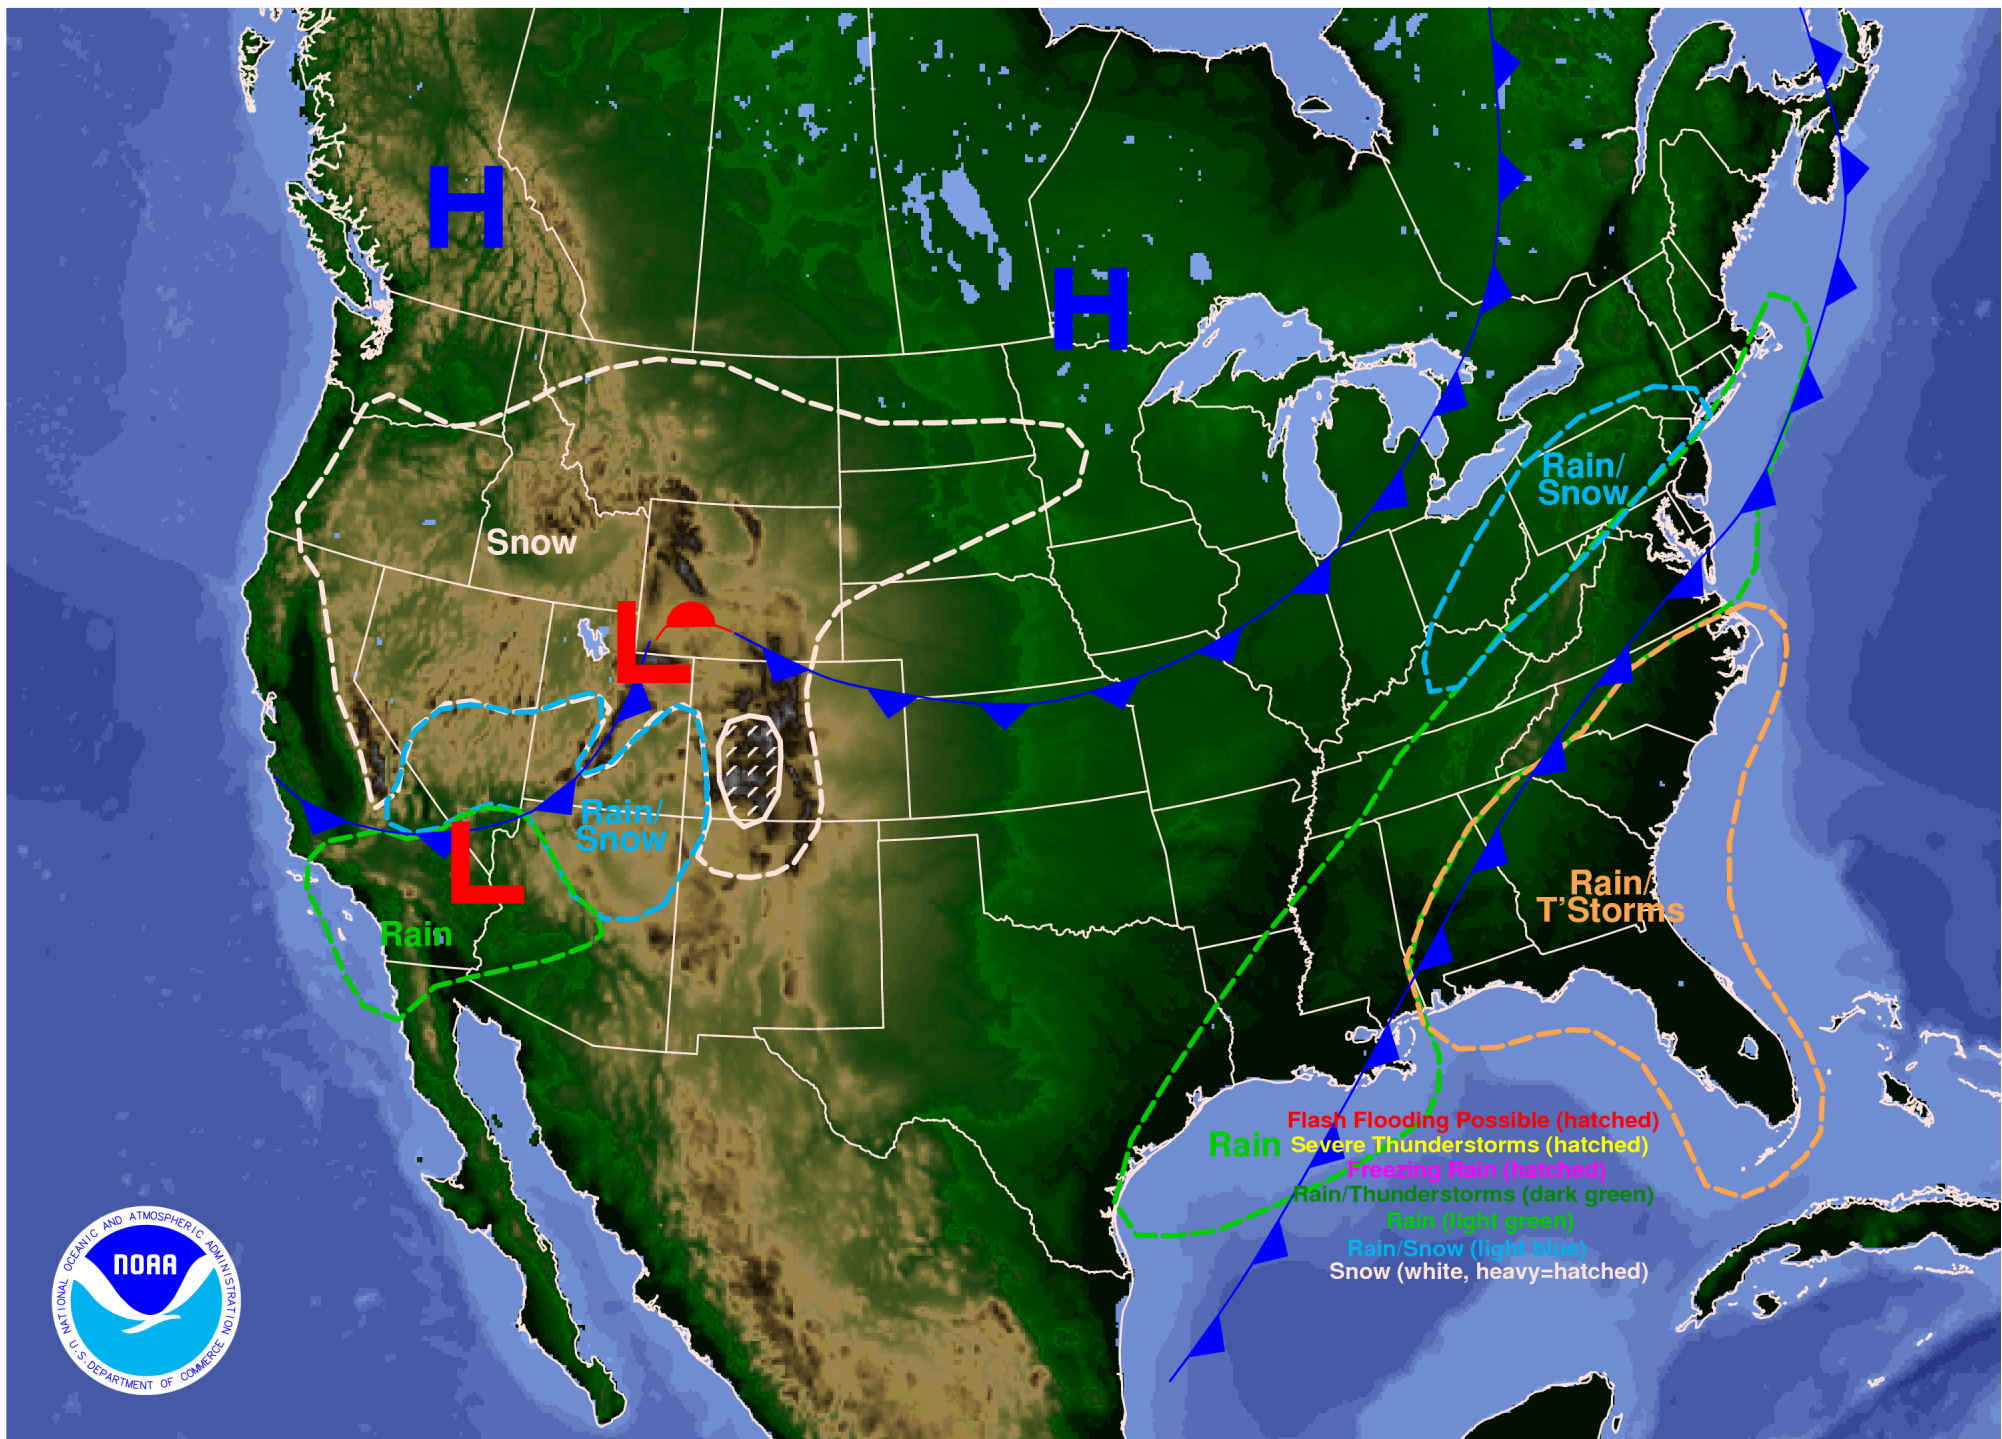 H
H
Rain/
Snow
Snow
L
Rain/
Snow
L
Rain/
T'Storms
Rain
Flash Flooding Possible (hatched)
Rain
Severe Thunderstorms (hatched)
Freezing Rain (hatched)
Rain/Thunderstorms (dark green)
Rain (light green)
Rain/Snow (light blue)
Snow (white, heavy=hatched)
NATIONAL OCEANIC AND ATMOSPHERIC ADMINISTRATION
NOAA
U.S. DEPARTMENT OF COMMERCE